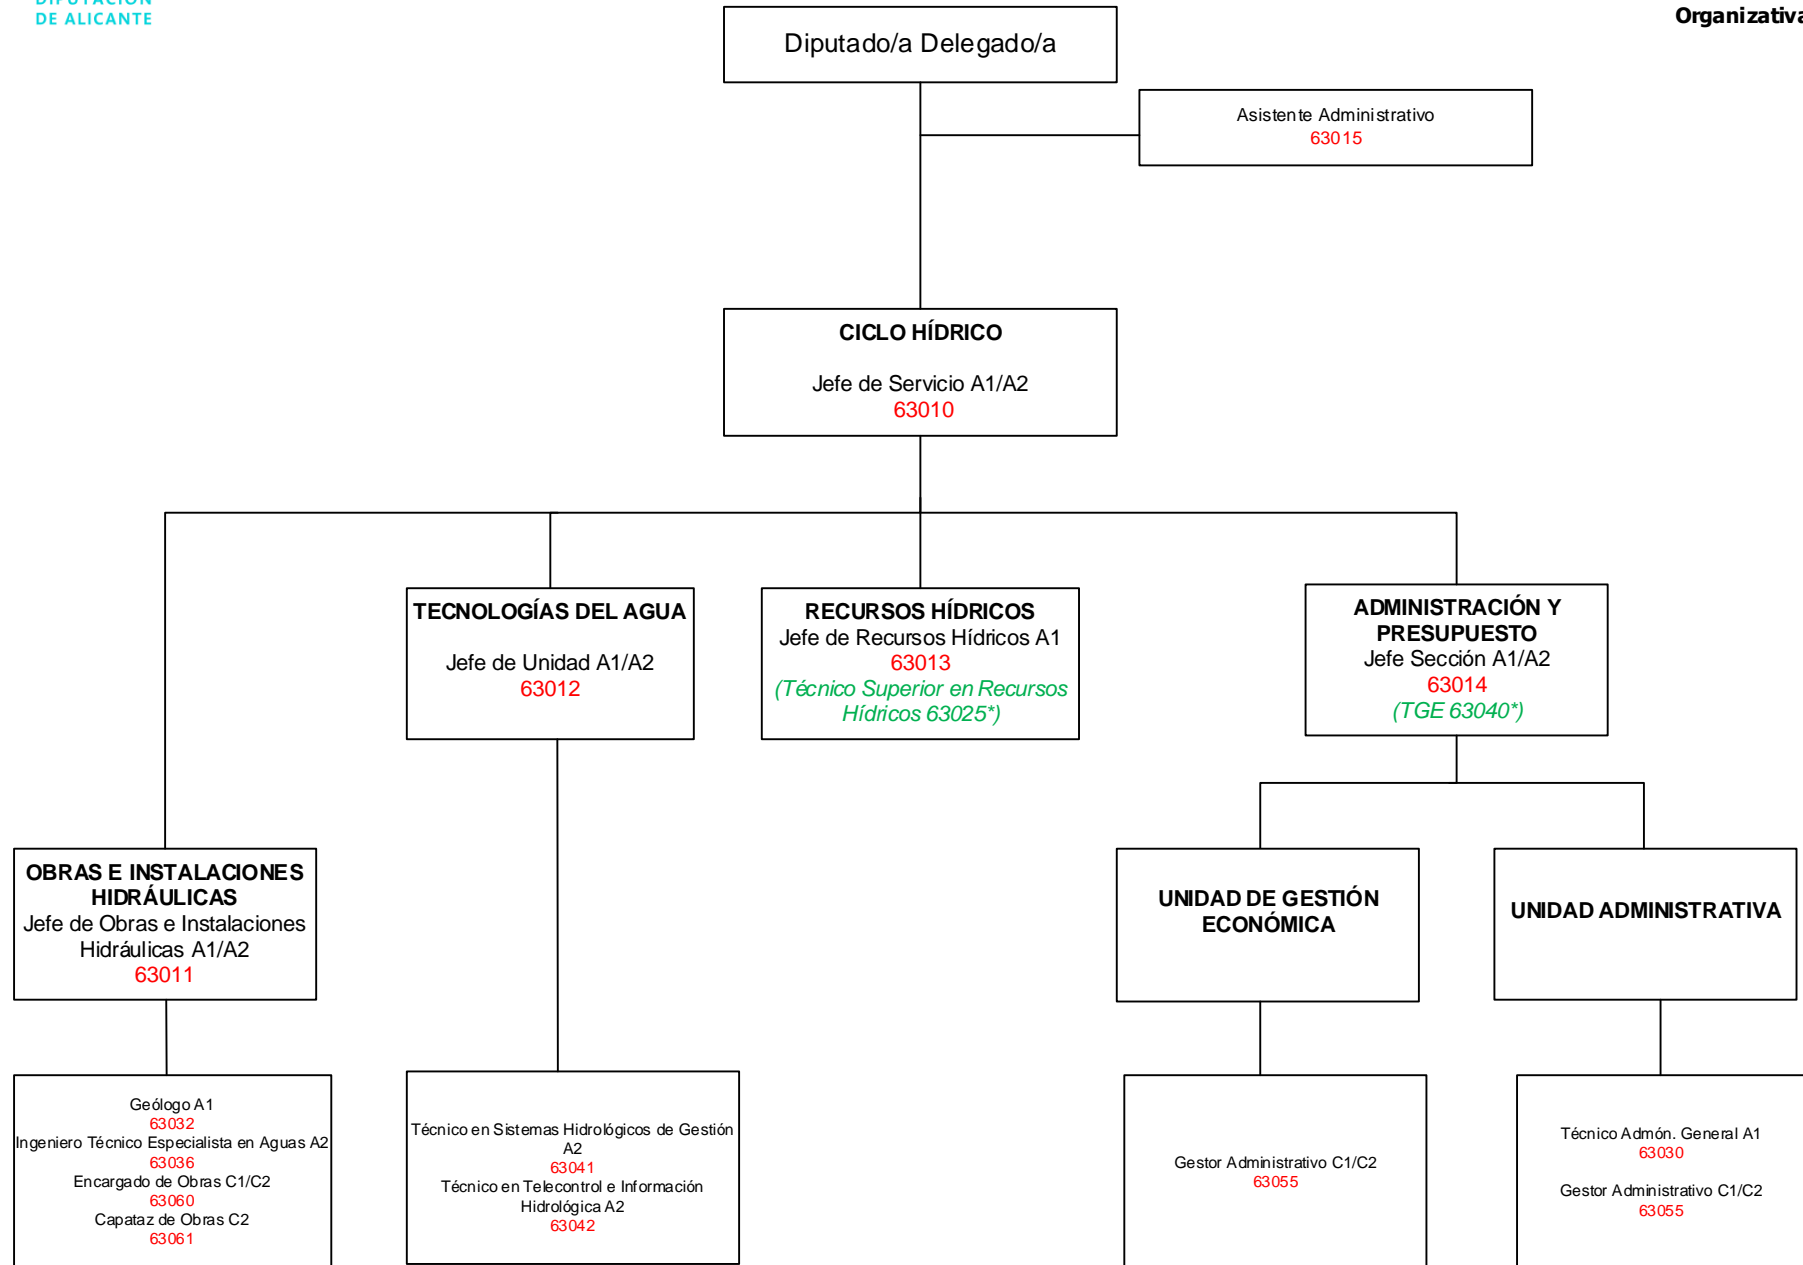 DIPUTACIÓN
DE ALICANTE
Organizativa
Diputado/a Delegado/a
Asistente Administrativo
63015
CICLO HÍDRICO
Jefe de Servicio A1/A2
63010
TECNOLOGÍAS DEL AGUA
Jefe de Unidad A1/A2
63012
RECURSOS HÍDRICOS
Jefe de Recursos Hídricos A1
63013
(Técnico Superior en Recursos
Hídricos 63025*)
ADMINISTRACIÓN Y
PRESUPUESTO
Jefe Sección A1/A2
63014
(TGE 63040*)
OBRAS E INSTALACIONES
HIDRÁULICAS
Jefe de Obras e Instalaciones
Hidráulicas A1/A2
63011
UNIDAD DE GESTIÓN
ECONÓMICA
UNIDAD ADMINISTRATIVA
Geólogo A1
63032
Ingeniero Técnico Especialista en Aguas A2
63036
Encargado de Obras C1/C2
63060
Capataz de Obras C2
63061
Técnico en Sistemas Hidrológicos de Gestión
A2
63041
Técnico en Telecontrol e Información
Hidrológica A2
63042
Gestor Administrativo C1/C2
63055
Técnico Admón. General A1
63030
Gestor Administrativo C1/C2
63055